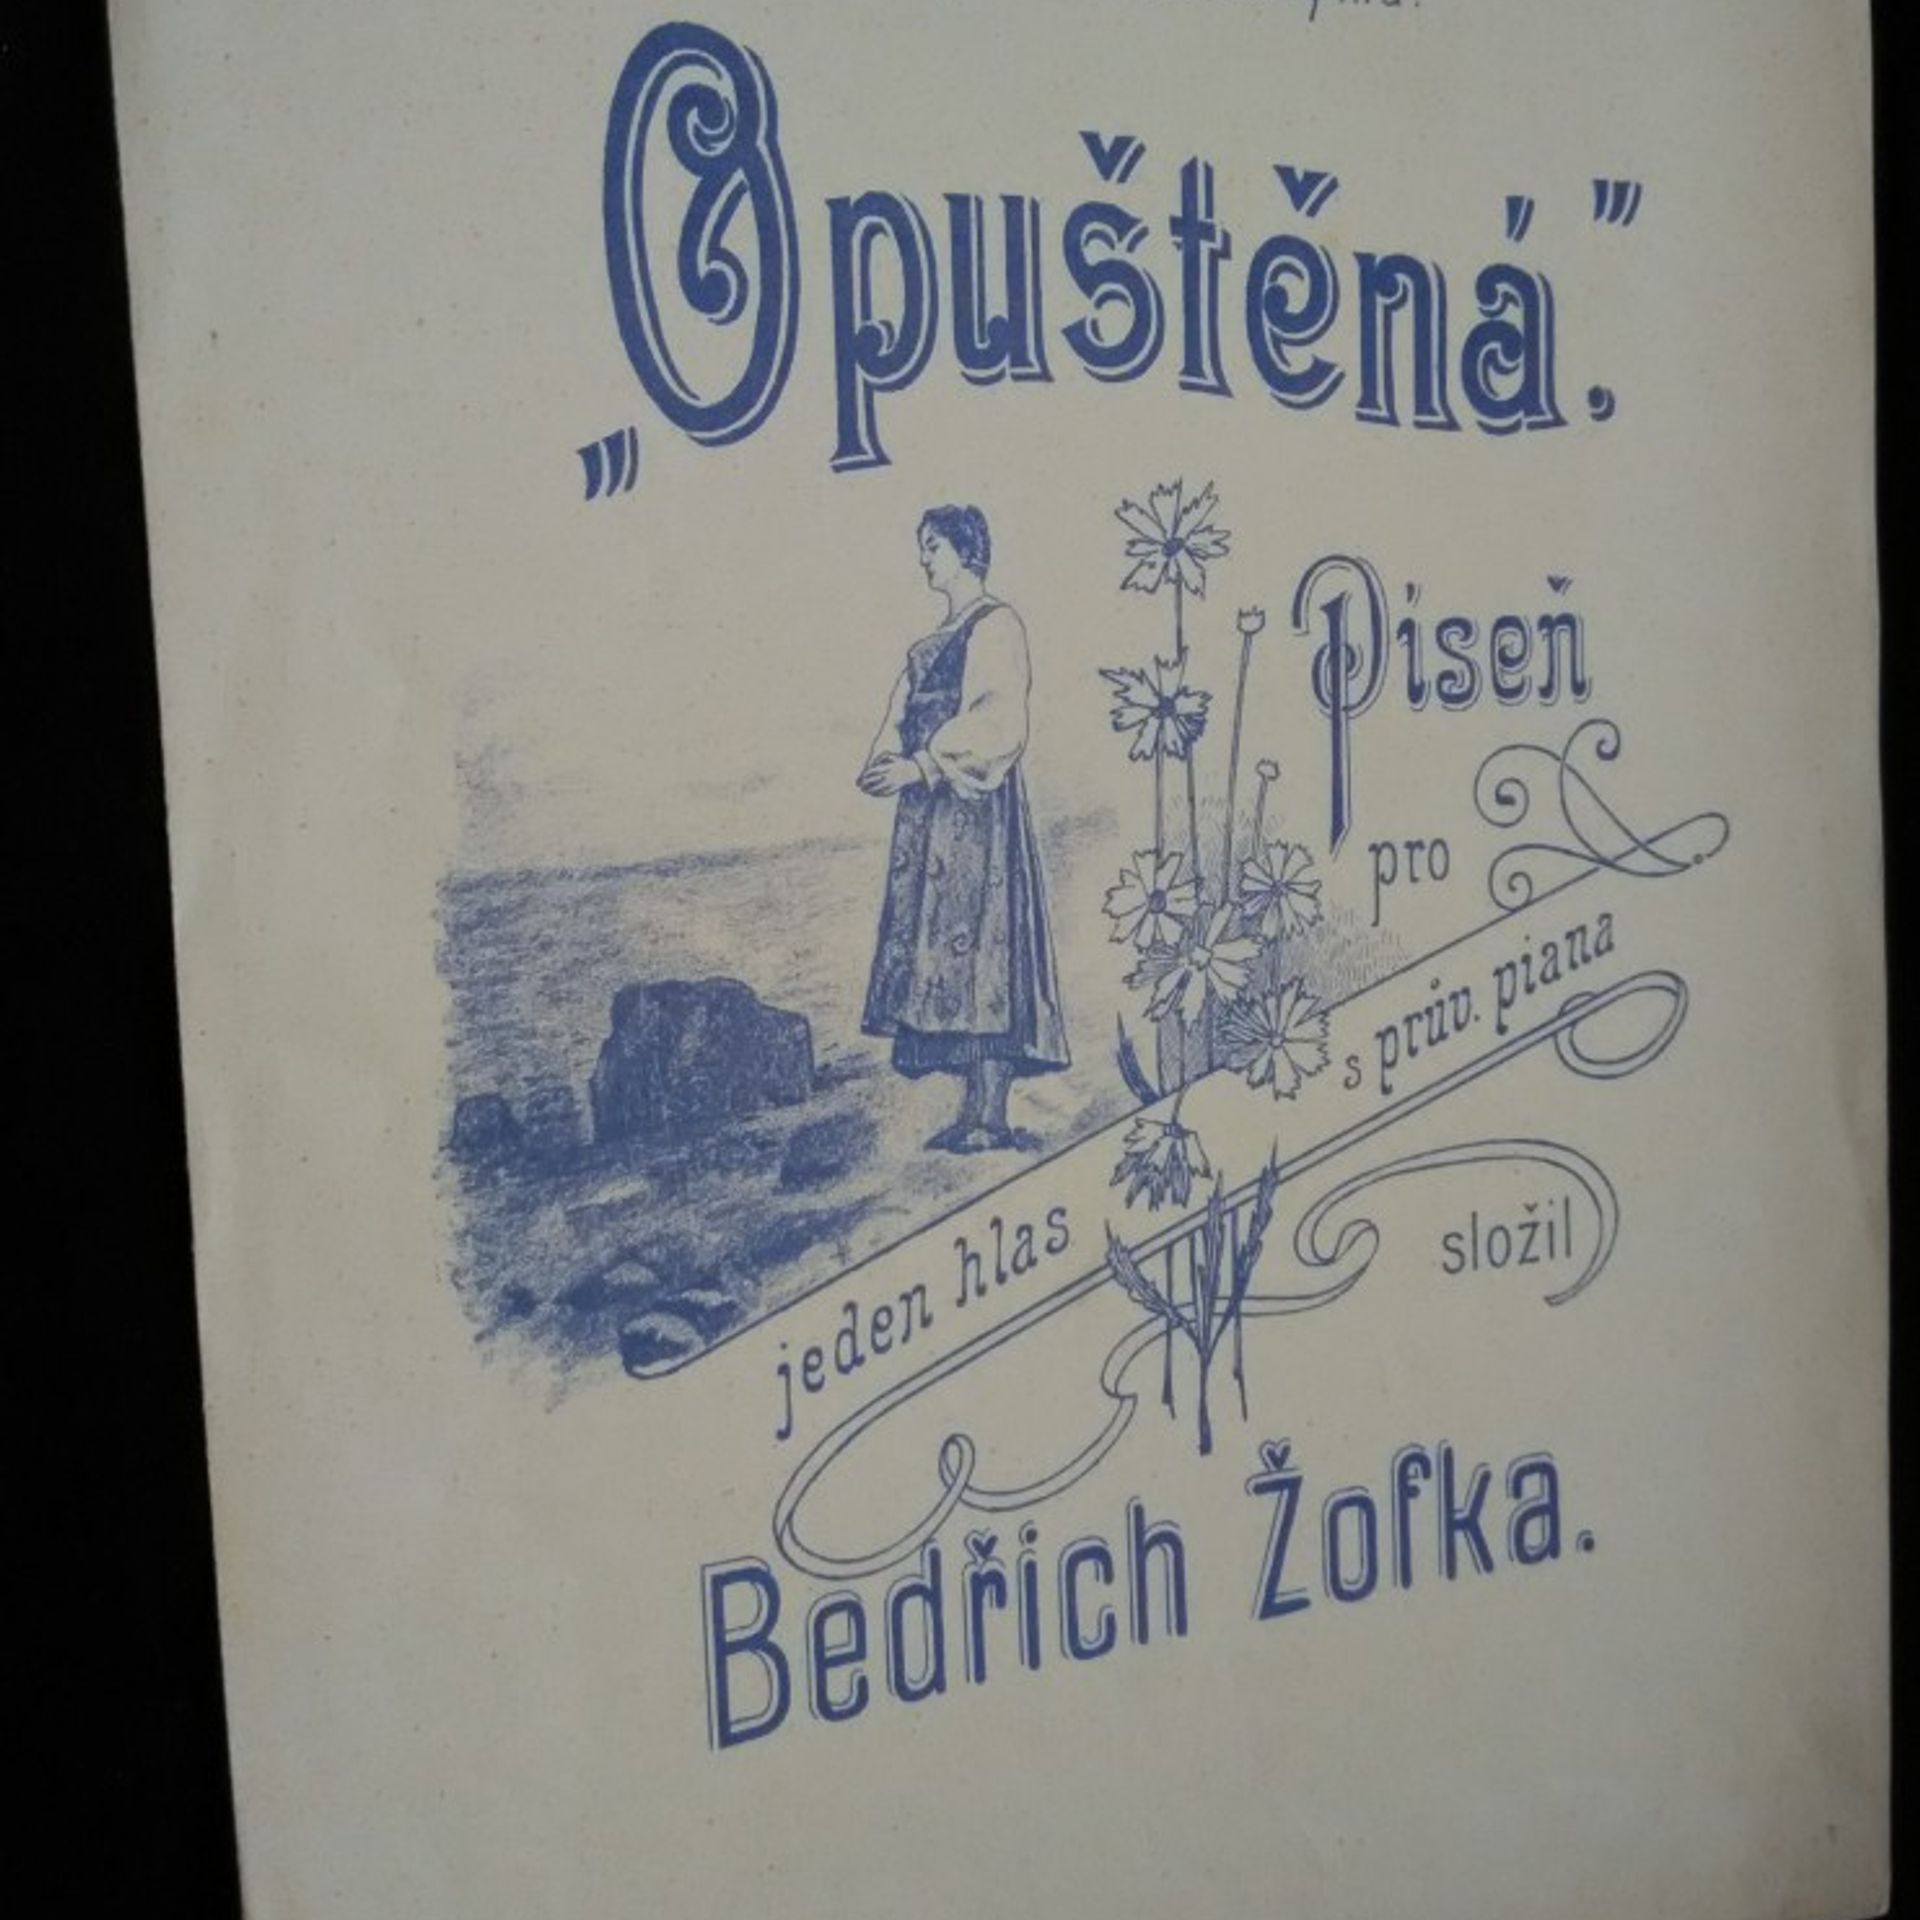 „Opuštěná.”
Píseň
pro
jeden hlas s prův. piana
složil
Bedřich Žofka.